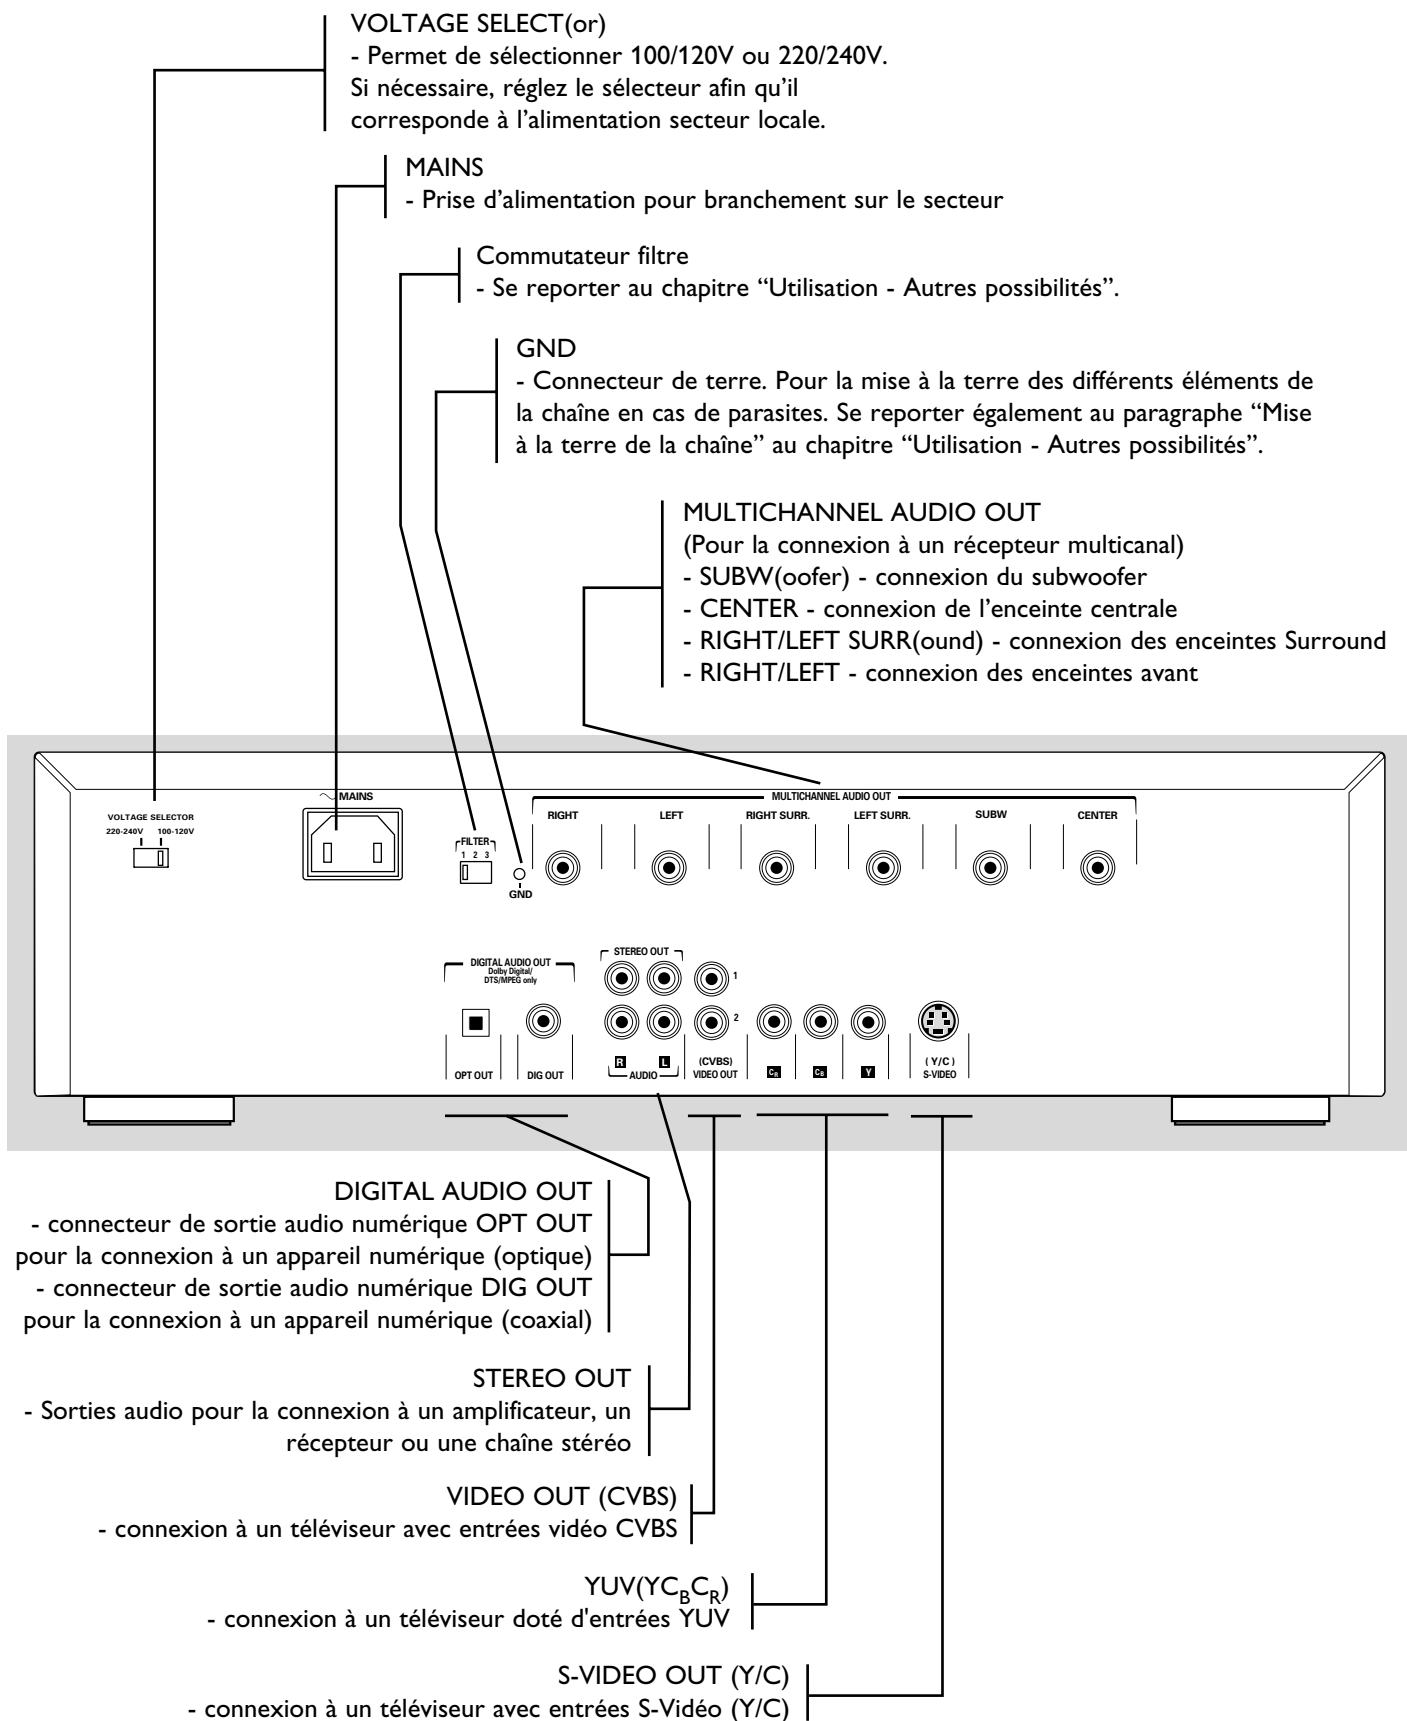 VOLTAGE SELECT(or)
- Permet de sélectionner 100/120V ou 220/240V.
Si nécessaire, réglez le sélecteur afin qu’il
corresponde à l’alimentation secteur locale.
MAINS
- Prise d’alimentation pour branchement sur le secteur
Commutateur filtre
- Se reporter au chapitre “Utilisation - Autres possibilités”.
GND
- Connecteur de terre. Pour la mise à la terre des différents éléments de
la chaîne en cas de parasites. Se reporter également au paragraphe “Mise
à la terre de la chaîne” au chapitre “Utilisation - Autres possibilités”.
MULTICHANNEL AUDIO OUT
(Pour la connexion à un récepteur multicanal)
- SUBW(oofer) - connexion du subwoofer
- CENTER - connexion de l’enceinte centrale
- RIGHT/LEFT SURR(ound) - connexion des enceintes Surround
- RIGHT/LEFT - connexion des enceintes avant
VOLTAGE SELECTOR
220-240V 100-120V
MAINS
FILTER
1 2 3
GND
MULTICHANNEL AUDIO OUT
RIGHT LEFT RIGHT SURR. LEFT SURR. SUBW CENTER
DIGITAL AUDIO OUT
Dolby Digital/
DTS/MPEG only
OPT OUT DIG OUT
STEREO OUT
1
2
R L
AUDIO
(CVBS)
VIDEO OUT
CR CB Y
( Y/C )
S-VIDEO
DIGITAL AUDIO OUT
- connecteur de sortie audio numérique OPT OUT
pour la connexion à un appareil numérique (optique)
- connecteur de sortie audio numérique DIG OUT
pour la connexion à un appareil numérique (coaxial)
STEREO OUT
- Sorties audio pour la connexion à un amplificateur, un
récepteur ou une chaîne stéréo
VIDEO OUT (CVBS)
- connexion à un téléviseur avec entrées vidéo CVBS
YUV(YCBCR)
- connexion à un téléviseur doté d'entrées YUV
S-VIDEO OUT (Y/C)
- connexion à un téléviseur avec entrées S-Vidéo (Y/C)